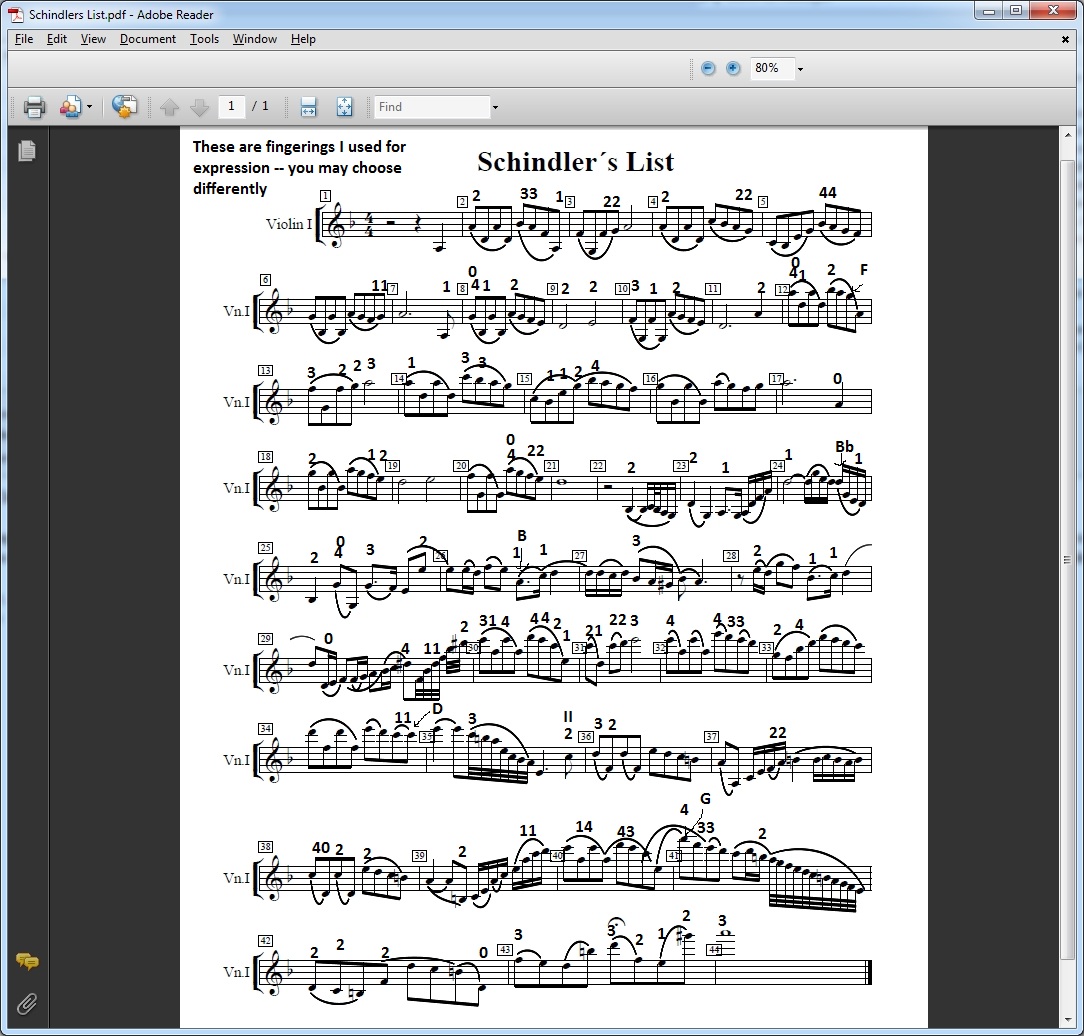 Schindlers List.pdf - Adobe Reader
File Edit View Document Tools Window Help
80%
1 / 1 Find
These are fingerings I used for
expression -- you may choose
differently
Schindler´s List
1 2 2 33 1 3 22 4 2 22 5 44
Violin I
4
4
0 0
6 11 7 1 8 4 1 2 9 2 2 10 3 1 2 11 2 12 4 1 2 F
Vn.I
13 3 2 2 3 14 1 3 3 15 1 1 2 4 16 17 0
Vn.I
0 Bb
18 2 1 2 19 20 4 22 21 22 2 23 2 1 24 1 1
Vn.I
0 B
25 2 4 3 2 26 1 1 27 3 28 2 1 1
Vn.I
29 0 4 11 2 30 31 4 44 2 1 31 21 22 3 32 4 4 33 33 2 4
Vn.I
D II
34 11 35 3 2 36 3 2 37 22
Vn.I
G
4
38 40 2 2 39 2 11 40 14 43 41 33 2
Vn.I
42 2 2 2 0 43 3 3 2 1 2 44 3
Vn.I